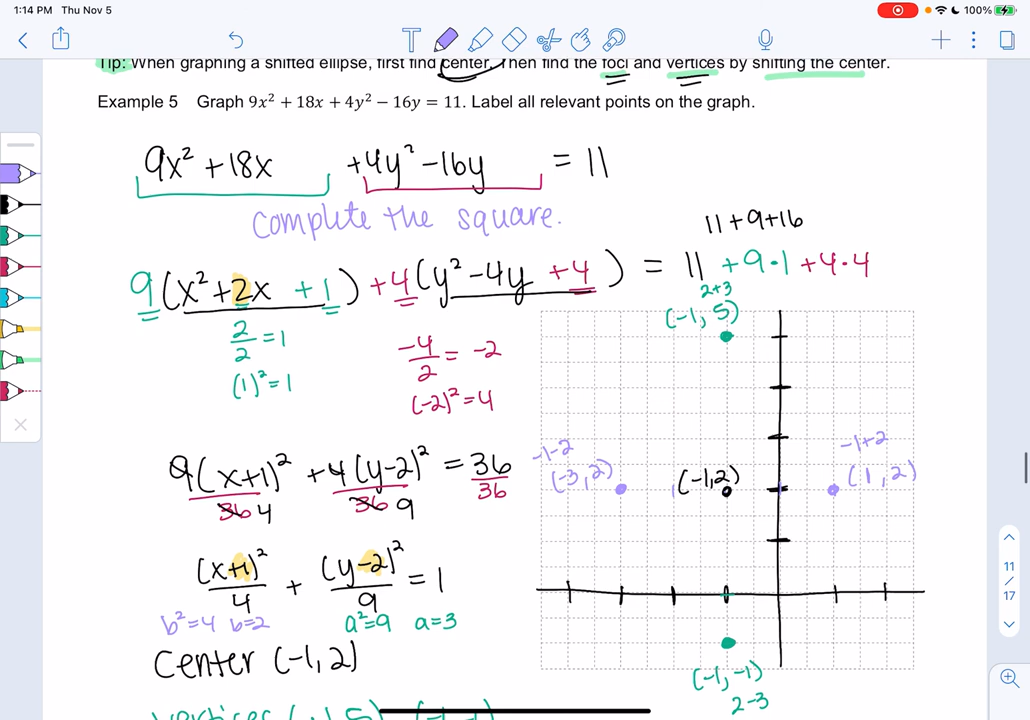 1:14 PM Thu Nov 5
100%
Tip: When graphing a shifted ellipse, first find center. Then find the foci and vertices by shifting the center.
Example 5 Graph 9x² + 18x + 4y² − 16y = 11. Label all relevant points on the graph.
9x² + 18x + 4y² − 16y = 11
Complete the square.
11 + 9 + 16
9(x² + 2x + 1) + 4(y² − 4y + 4) = 11 + 9·1 + 4·4
2/2 = 1
(1)² = 1
-4/2 = -2
(-2)² = 4
2+3
(-1, 5)
9(x+1)²/36 4 + 4(y−2)²/36 9 = 36/36
-1-2
(-3, 2)
(-1, 2)
-1+2
(1, 2)
(x+1)²/4 + (y−2)²/9 = 1
b²=4 b=2 a²=9 a=3
Center (-1, 2)
(-1, -1)
2-3
11
17